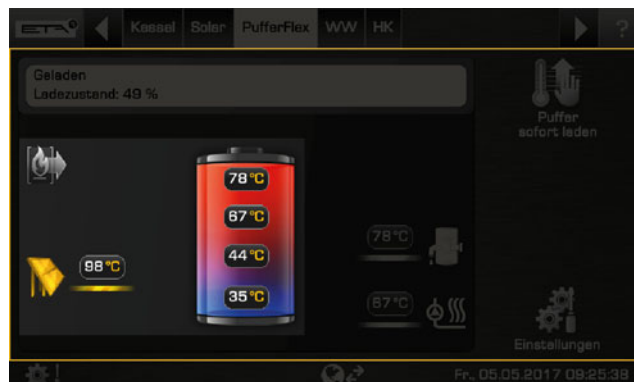 ETA
Kessel Solar PufferFlex WW HK ?
Geladen
Ladezustand: 49 %
Puffer
sofort laden
78°C
67°C
78°C
44°C
98°C
35°C
67°C
Einstellungen
! Fr., 05.05.2017 09:25:38